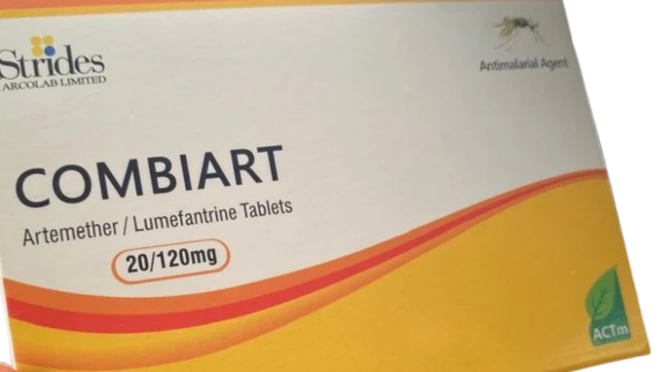 Strides
ARCOLAB LIMITED
Antimalarial Agent
COMBIART
Artemether / Lumefantrine Tablets
20/120mg
ACTm